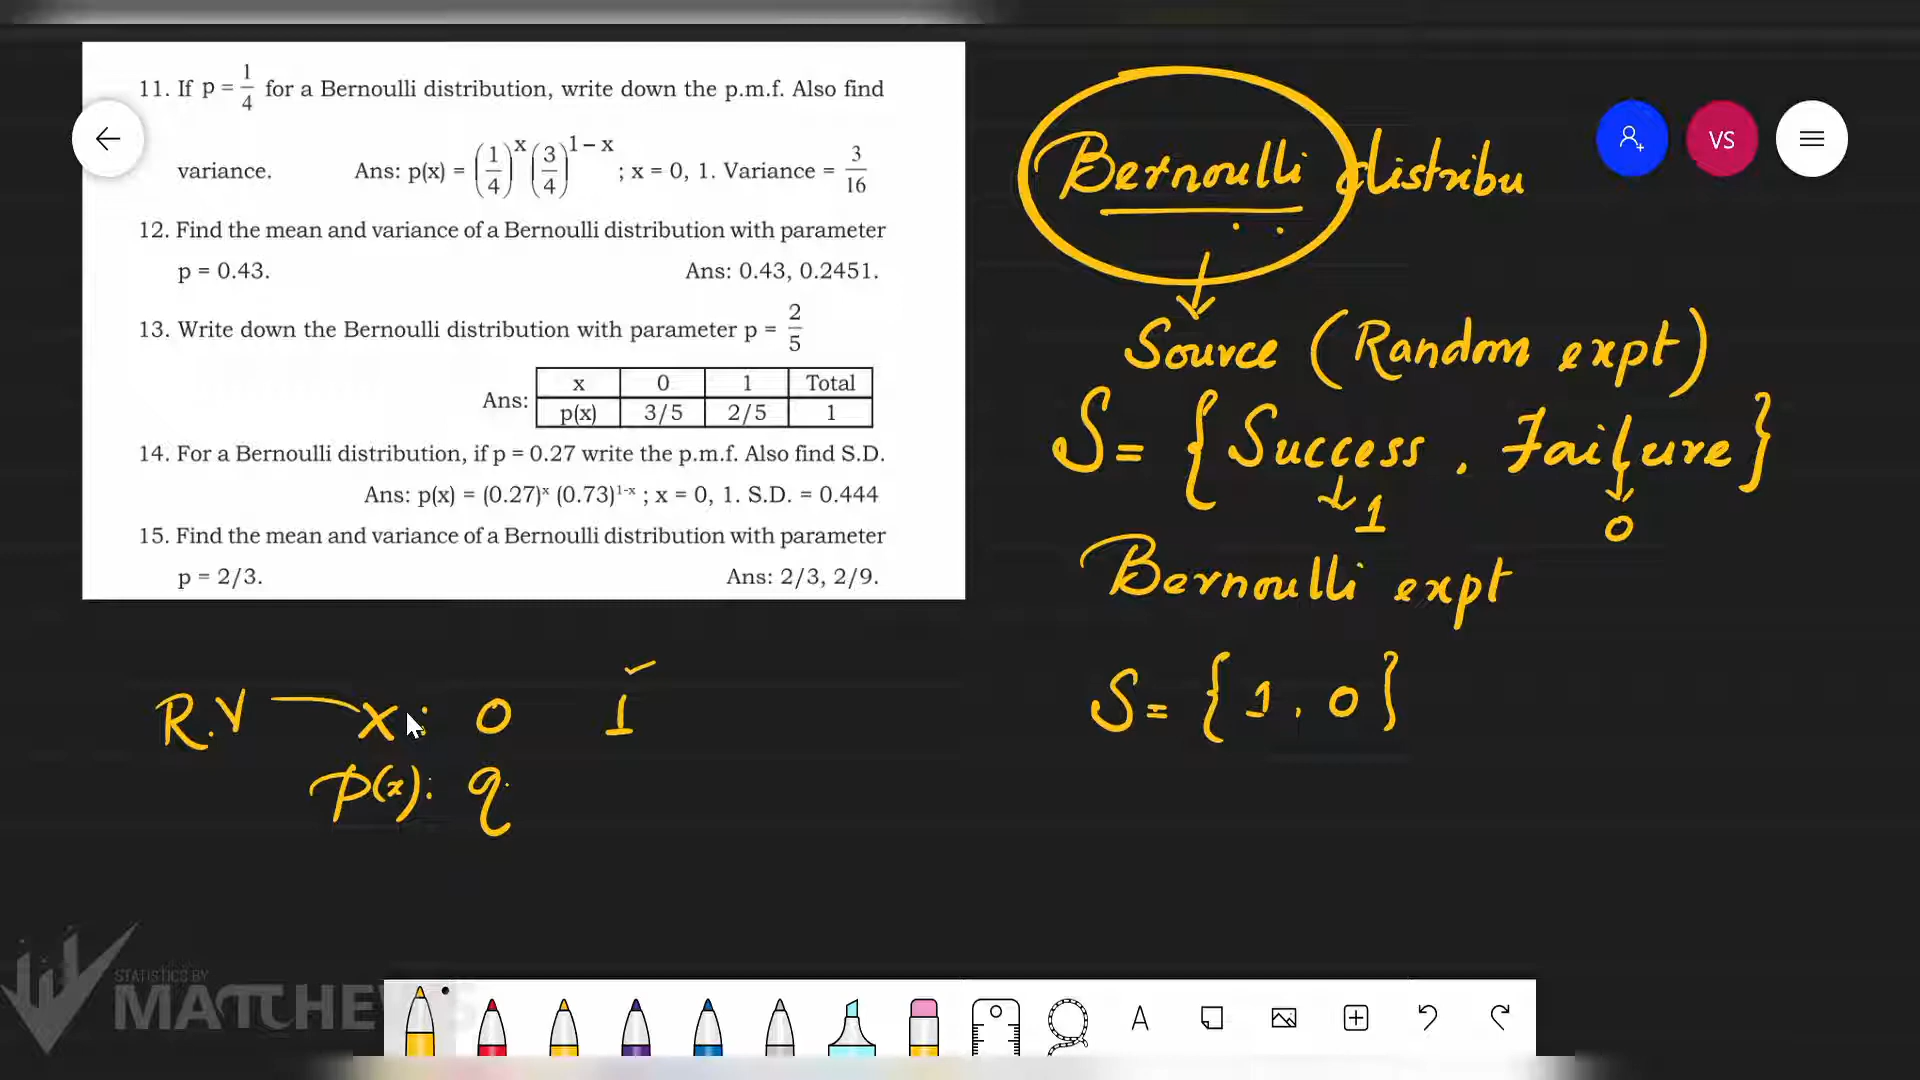 11. If p = 1/4 for a Bernoulli distribution, write down the p.m.f. Also find
variance. Ans: p(x) = (1/4)^x (3/4)^(1 – x) ; x = 0, 1. Variance = 3/16
12. Find the mean and variance of a Bernoulli distribution with parameter
p = 0.43. Ans: 0.43, 0.2451.
13. Write down the Bernoulli distribution with parameter p = 2/5
Ans: x 0 1 Total
p(x) 3/5 2/5 1
14. For a Bernoulli distribution, if p = 0.27 write the p.m.f. Also find S.D.
Ans: p(x) = (0.27)^x (0.73)^(1-x) ; x = 0, 1. S.D. = 0.444
15. Find the mean and variance of a Bernoulli distribution with parameter
p = 2/3. Ans: 2/3, 2/9.
R.V X: 0 1
p(x): q
Bernoulli distribu
Source (Random expt)
S = { Success, Failure }
1 0
Bernoulli expt
S = { 1, 0 }
VS
STATISTICS BY
MATTHEWS
A